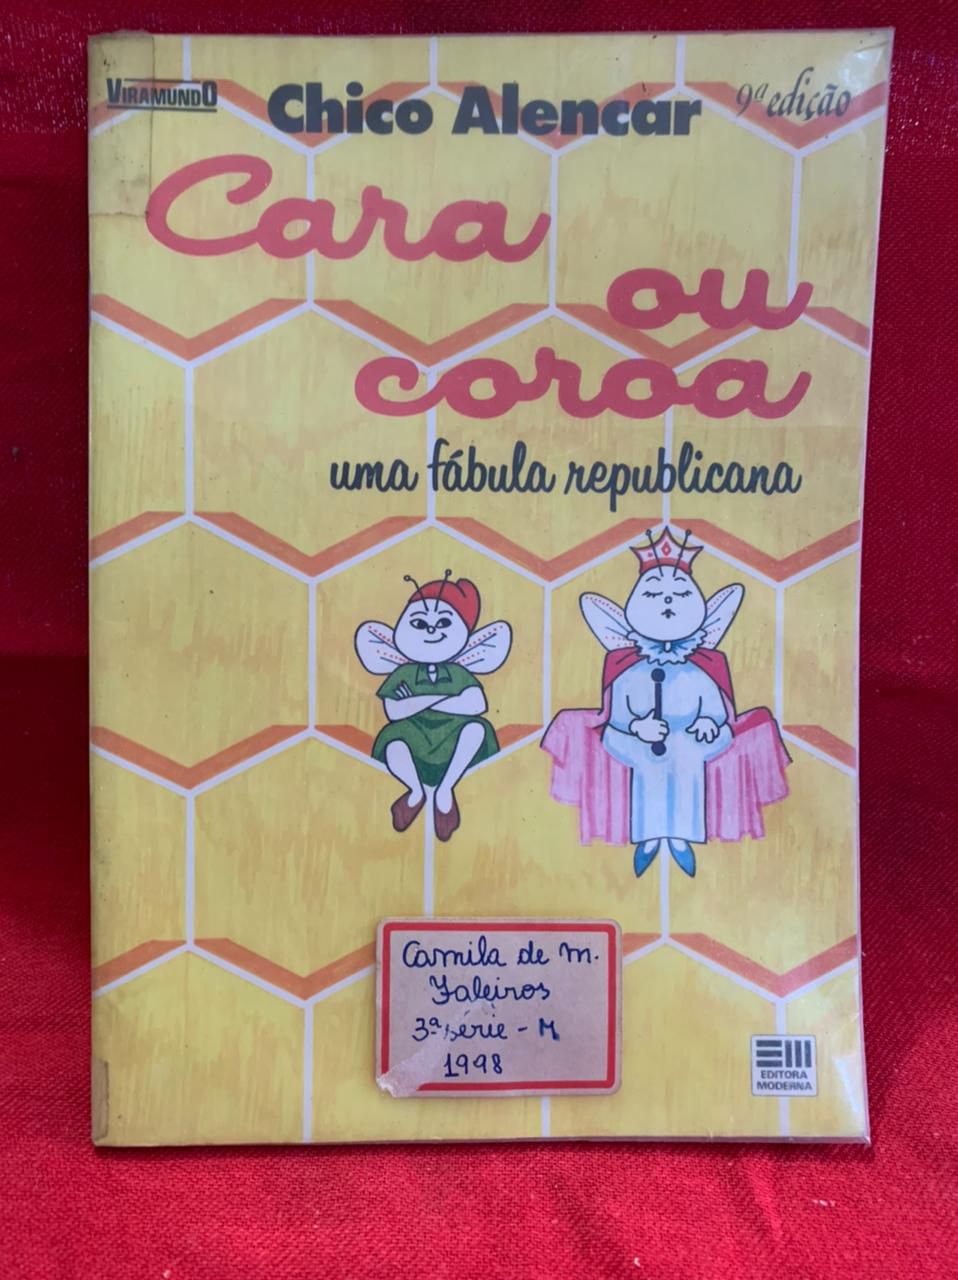 VIRAMUNDO
Chico Alencar
9ª edição
Cara
ou
coroa
uma fábula republicana
Camila de M.
Faleiros
3ª série - M
1998
EDITORA
MODERNA